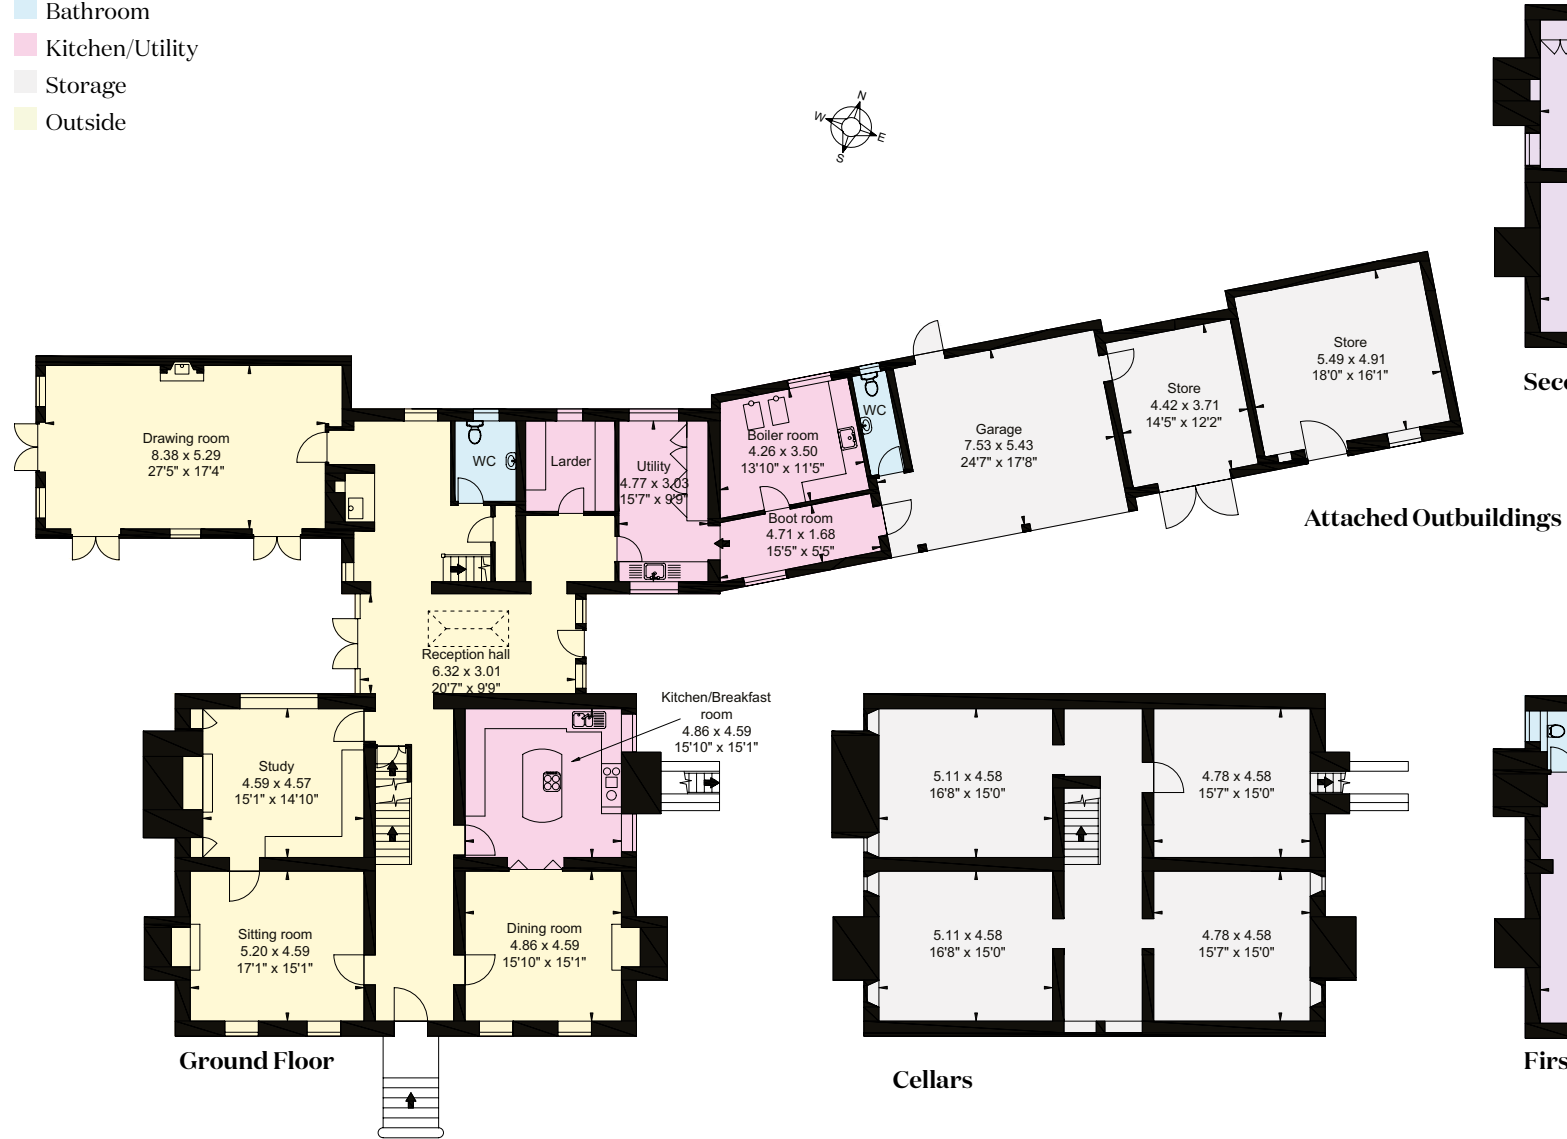 Bathroom
Kitchen/Utility
Storage
Outside
N
W
E
S
Drawing room
8.38 x 5.29
27'5" x 17'4"
WC
Larder
Utility
4.77 x 3.03
15'7" x 9'9"
Boiler room
4.26 x 3.50
13'10" x 11'5"
WC
Boot room
4.71 x 1.68
15'5" x 5'5"
Garage
7.53 x 5.43
24'7" x 17'8"
Store
4.42 x 3.71
14'5" x 12'2"
Store
5.49 x 4.91
18'0" x 16'1"
Attached Outbuildings
Reception hall
6.32 x 3.01
20'7" x 9'9"
Kitchen/Breakfast
room
4.86 x 4.59
15'10" x 15'1"
Study
4.59 x 4.57
15'1" x 14'10"
Sitting room
5.20 x 4.59
17'1" x 15'1"
Dining room
4.86 x 4.59
15'10" x 15'1"
Ground Floor
5.11 x 4.58
16'8" x 15'0"
4.78 x 4.58
15'7" x 15'0"
5.11 x 4.58
16'8" x 15'0"
4.78 x 4.58
15'7" x 15'0"
Cellars
Sec
Firs